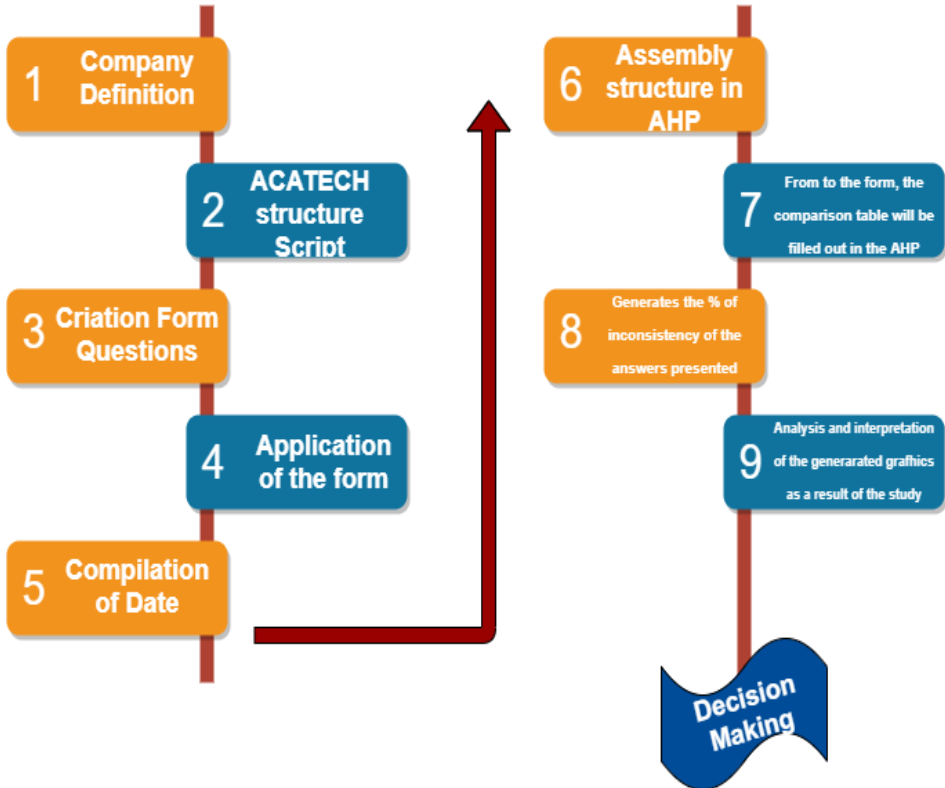 1
Company
Definition
2
ACATECH
structure
Script
3
Criation Form
Questions
4
Application
of the form
5
Compilation
of Date
6
Assembly
structure in
AHP
7
From to the form, the
comparison table will be
filled out in the AHP
8
Generates the % of
inconsistency of the
answers presented
9
Analysis and interpretation
of the generarated grafhics
as a result of the study
Decision
Making